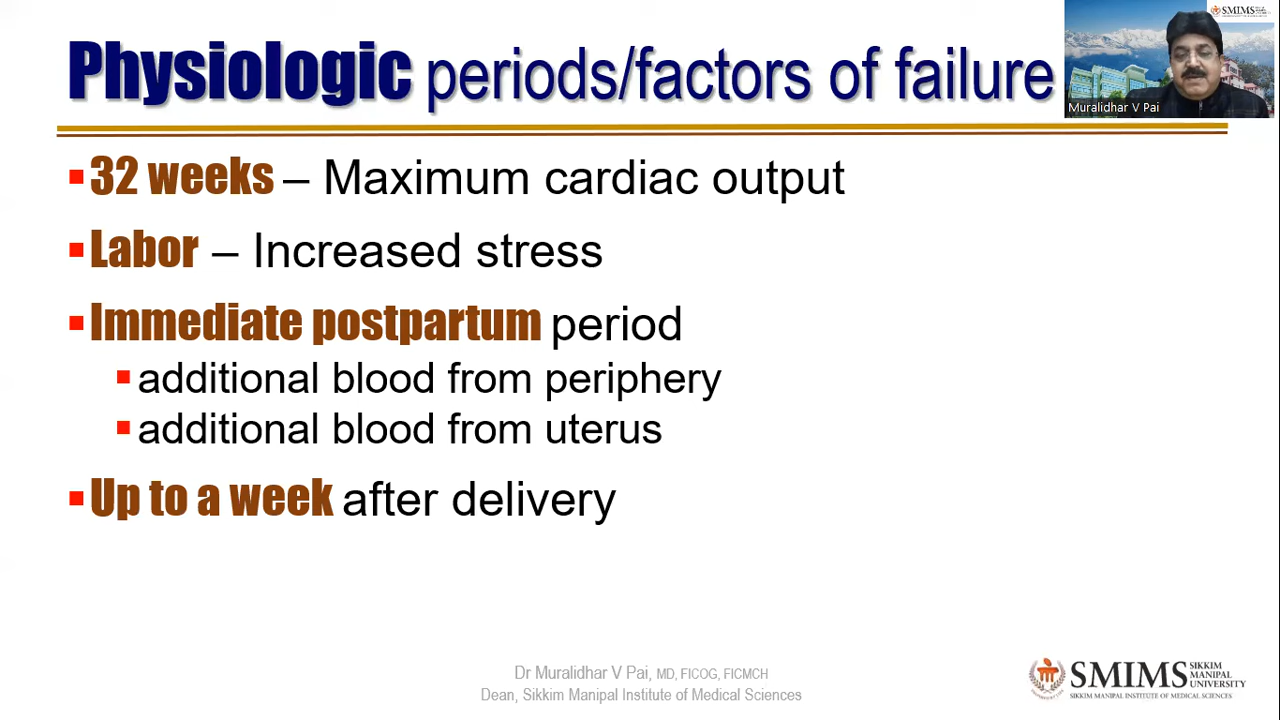 Physiologic periods/factors of failure
SMIMS
Muralidhar V Pai
32 weeks – Maximum cardiac output
Labor – Increased stress
Immediate postpartum period
additional blood from periphery
additional blood from uterus
Up to a week after delivery
Dr Muralidhar V Pai, MD, FICOG, FICMCH
Dean, Sikkim Manipal Institute of Medical Sciences
SMIMS SIKKIM MANIPAL UNIVERSITY
SIKKIM MANIPAL INSTITUTE OF MEDICAL SCIENCES